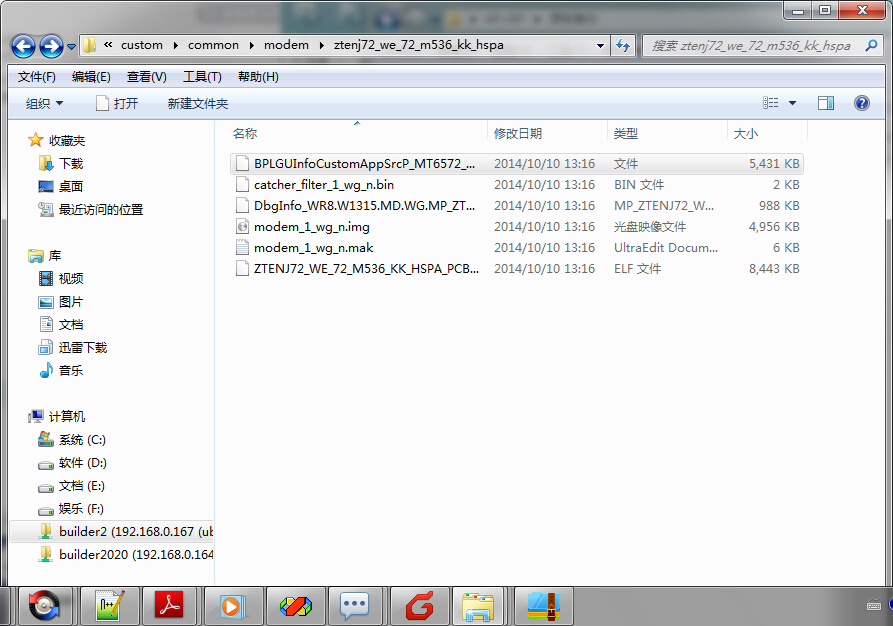 « custom ▸ common ▸ modem ▸ ztenj72_we_72_m536_kk_hspa
搜索 ztenj72_we_72_m536_kk_hspa
文件(F) 编辑(E) 查看(V) 工具(T) 帮助(H)
组织 打开 新建文件夹
收藏夹
下载
桌面
最近访问的位置
库
视频
图片
文档
迅雷下载
音乐
计算机
系统 (C:)
软件 (D:)
文档 (E:)
娱乐 (F:)
builder2 (192.168.0.167 (ub
builder2020 (192.168.0.164
名称 修改日期 类型 大小
BPLGUInfoCustomAppSrcP_MT6572_... 2014/10/10 13:16 文件 5,431 KB
catcher_filter_1_wg_n.bin 2014/10/10 13:16 BIN 文件 2 KB
DbgInfo_WR8.W1315.MD.WG.MP_ZT... 2014/10/10 13:16 MP_ZTENJ72_W... 988 KB
modem_1_wg_n.img 2014/10/10 13:16 光盘映像文件 4,956 KB
modem_1_wg_n.mak 2014/10/10 13:16 UltraEdit Docum... 6 KB
ZTENJ72_WE_72_M536_KK_HSPA_PCB... 2014/10/10 13:16 ELF 文件 8,443 KB